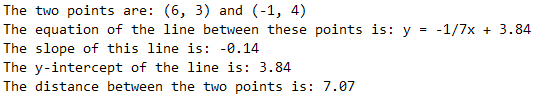 The two points are: (6, 3) and (-1, 4)
The equation of the line between these points is: y = -1/7x + 3.84
The slope of this line is: -0.14
The y-intercept of the line is: 3.84
The distance between the two points is: 7.07